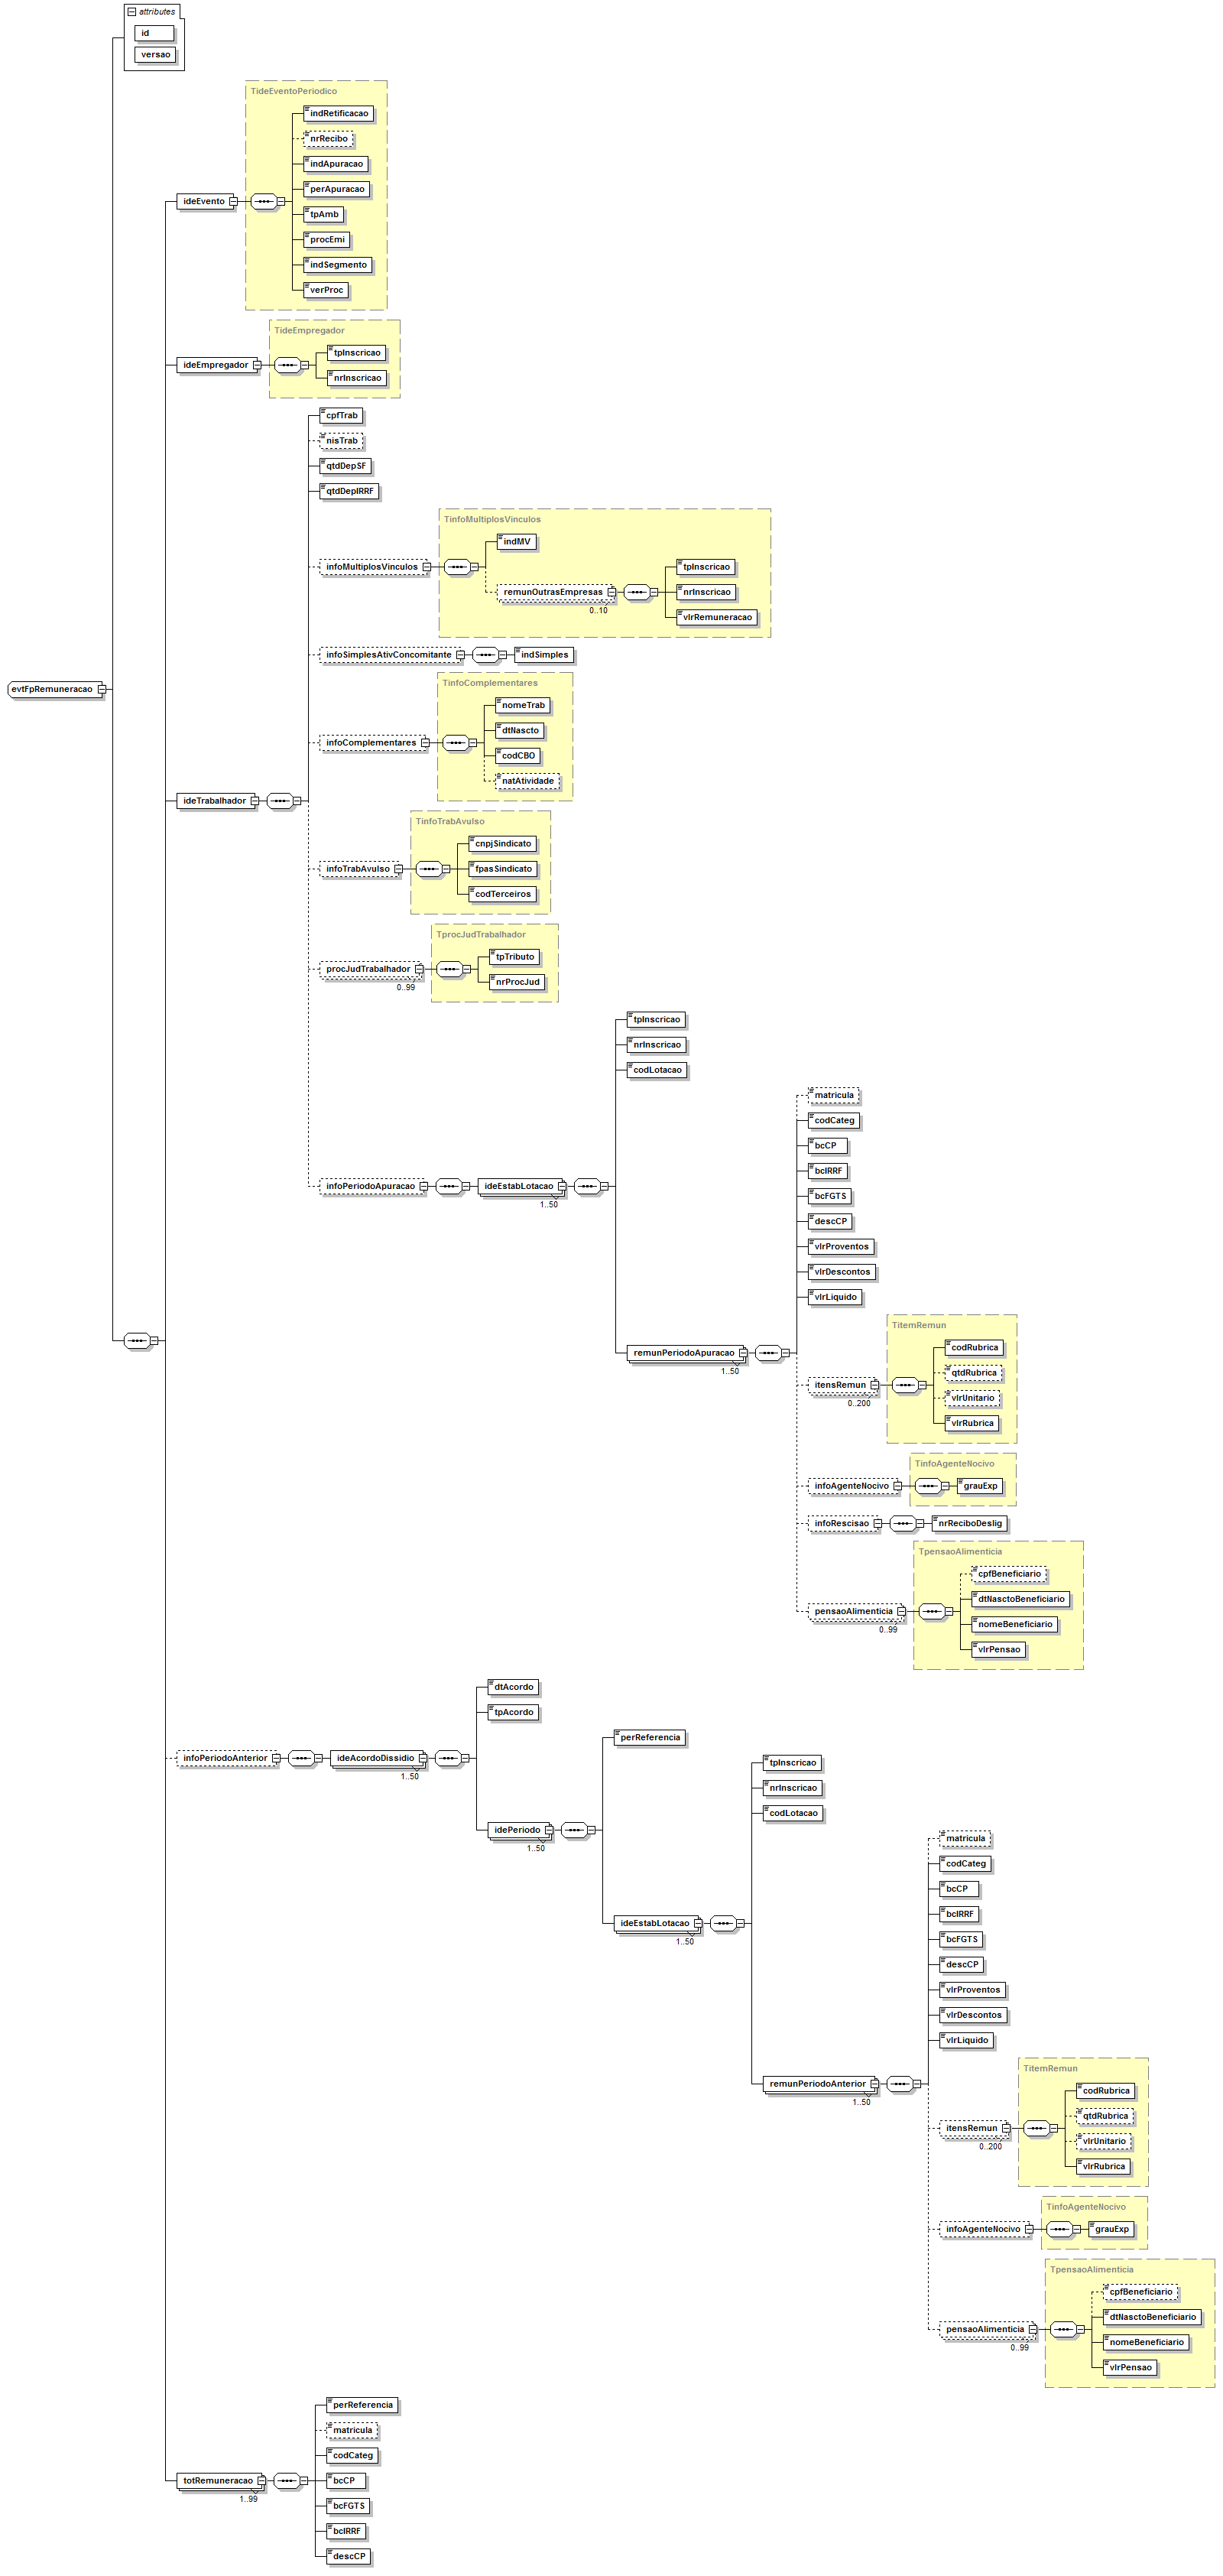 attributes
id
versao
TideEventoPeriodico
indRetificacao
nrRecibo
indApuracao
perApuracao
ideEvento
tpAmb
procEmi
indSegmento
verProc
TideEmpregador
tpInscricao
ideEmpregador
nrInscricao
cpfTrab
nisTrab
qtdDepSF
qtdDepIRRF
TinfoMultiplosVinculos
indMV
infoMultiplosVinculos
tpInscricao
remunOutrasEmpresas
nrInscricao
0..10
vlrRemuneracao
infoSimplesAtivConcomitante
indSimples
TinfoComplementares
evtFpRemuneracao
nomeTrab
dtNascto
infoComplementares
codCBO
natAtividade
ideTrabalhador
TinfoTrabAvulso
cnpjSindicato
infoTrabAvulso
fpasSindicato
codTerceiros
TprocJudTrabalhador
tpTributo
procJudTrabalhador
nrProcJud
0..99
tpInscricao
nrInscricao
codLotacao
matricula
codCateg
bcCP
bcIRRF
infoPeriodoApuracao
ideEstabLotacao
1..50
bcFGTS
descCP
vlrProventos
vlrDescontos
vlrLiquido
TitemRemun
codRubrica
remunPeriodoApuracao
1..50
qtdRubrica
itensRemun
0..200
vlrUnitario
vlrRubrica
TinfoAgenteNocivo
infoAgenteNocivo
grauExp
infoRescisao
nrReciboDeslig
TpensaoAlimenticia
cpfBeneficiario
dtNasctoBeneficiario
pensaoAlimenticia
0..99
nomeBeneficiario
vlrPensao
dtAcordo
tpAcordo
perReferencia
infoPeriodoAnterior
ideAcordoDissidio
1..50
tpInscricao
nrInscricao
codLotacao
idePeriodo
1..50
matricula
codCateg
bcCP
bcIRRF
ideEstabLotacao
1..50
bcFGTS
descCP
vlrProventos
vlrDescontos
vlrLiquido
TitemRemun
remunPeriodoAnterior
1..50
codRubrica
qtdRubrica
itensRemun
0..200
vlrUnitario
vlrRubrica
TinfoAgenteNocivo
infoAgenteNocivo
grauExp
TpensaoAlimenticia
cpfBeneficiario
dtNasctoBeneficiario
pensaoAlimenticia
0..99
nomeBeneficiario
vlrPensao
perReferencia
matricula
codCateg
totRemuneracao
1..99
bcCP
bcFGTS
bcIRRF
descCP